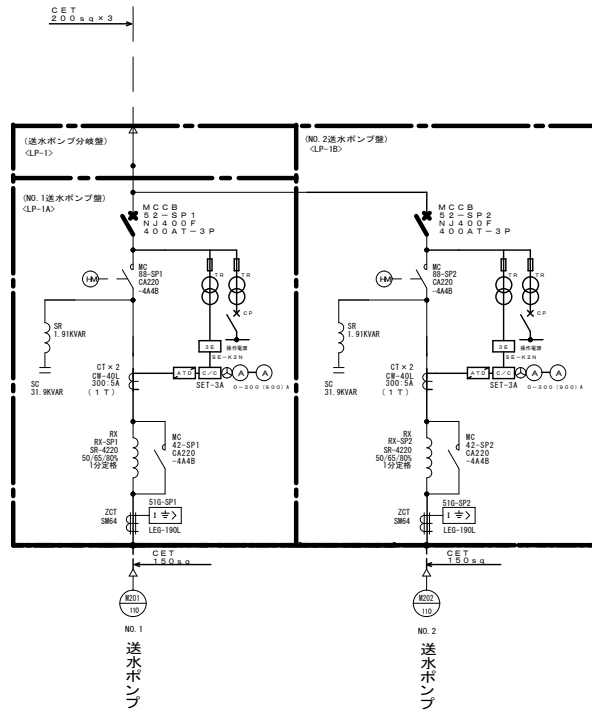 CET
200sq×3
(送水ポンプ分岐盤)
<LP-1>
(NO.1送水ポンプ盤)
<LP-1A>
MCCB
52-SP1
NJ400F
400AT-3P
HM
MC
88-SP1
CA220
-4A4B
TR
TR
CP
SR
1.91KVAR
3E
操作電源
SE-K2N
SC
31.9KVAR
CT×2
CW-40L
300:5A
(1T)
ATD
C/C
A
A
SET-3A
0-300(900)A
RX
RX-SP1
SR-4220
50/65/80%
1分定格
MC
42-SP1
CA220
-4A4B
ZCT
SM64
51G-SP1
I ⏚ >
LEG-190L
CET
150sq
M201
110
NO.1
送水ポンプ
(NO.2送水ポンプ盤)
<LP-1B>
MCCB
52-SP2
NJ400F
400AT-3P
HM
MC
88-SP2
CA220
-4A4B
TR
TR
CP
SR
1.91KVAR
3E
操作電源
SE-K2N
SC
31.9KVAR
CT×2
CW-40L
300:5A
(1T)
ATD
C/C
A
A
SET-3A
0-300(900)A
RX
RX-SP2
SR-4220
50/65/80%
1分定格
MC
42-SP2
CA220
-4A4B
ZCT
SM64
51G-SP2
I ⏚ >
LEG-190L
CET
150sq
M202
110
NO.2
送水ポンプ